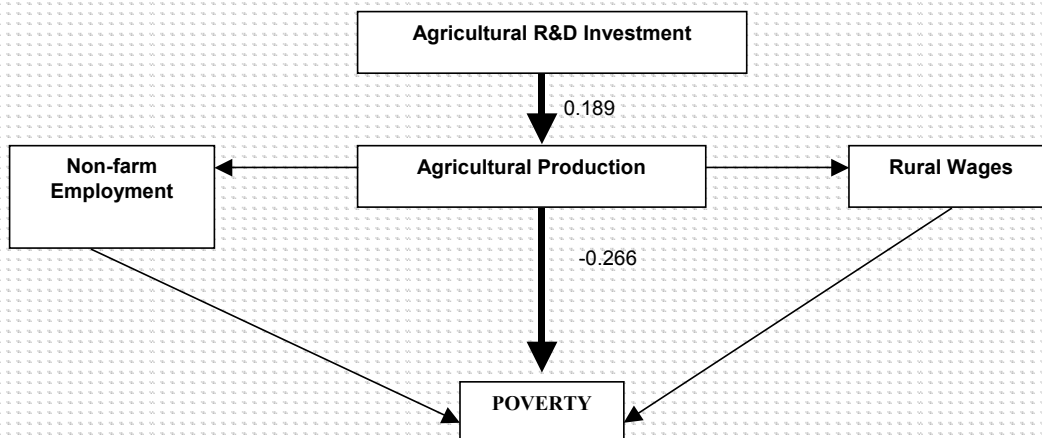 Agricultural R&D Investment
0.189
Non-farm
Employment
Agricultural Production
Rural Wages
-0.266
POVERTY